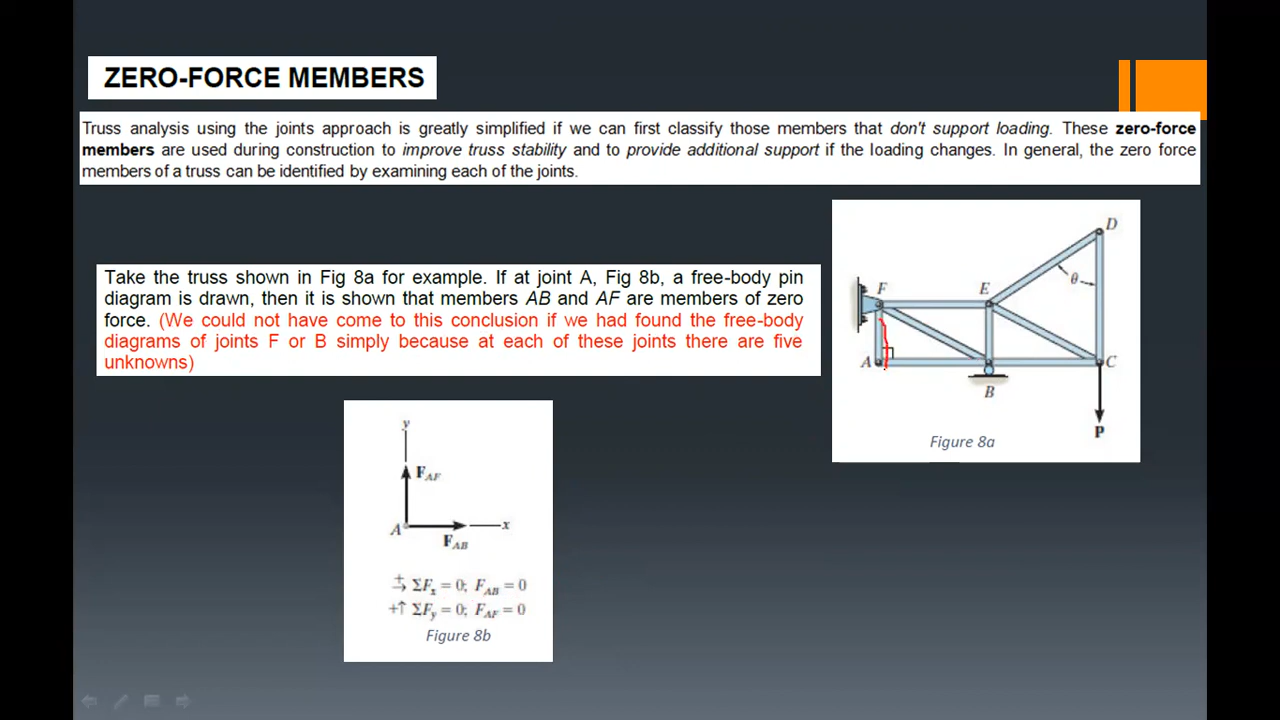 ZERO-FORCE MEMBERS
Truss analysis using the joints approach is greatly simplified if we can first classify those members that don't support loading. These zero-force
members are used during construction to improve truss stability and to provide additional support if the loading changes. In general, the zero force
members of a truss can be identified by examining each of the joints.
Take the truss shown in Fig 8a for example. If at joint A, Fig 8b, a free-body pin
diagram is drawn, then it is shown that members AB and AF are members of zero
force. (We could not have come to this conclusion if we had found the free-body
diagrams of joints F or B simply because at each of these joints there are five
unknowns)
D
F
E
θ
A
C
B
P
Figure 8a
y
F_AF
A
x
F_AB
+→ ΣF_x = 0; F_AB = 0
+↑ ΣF_y = 0; F_AF = 0
Figure 8b